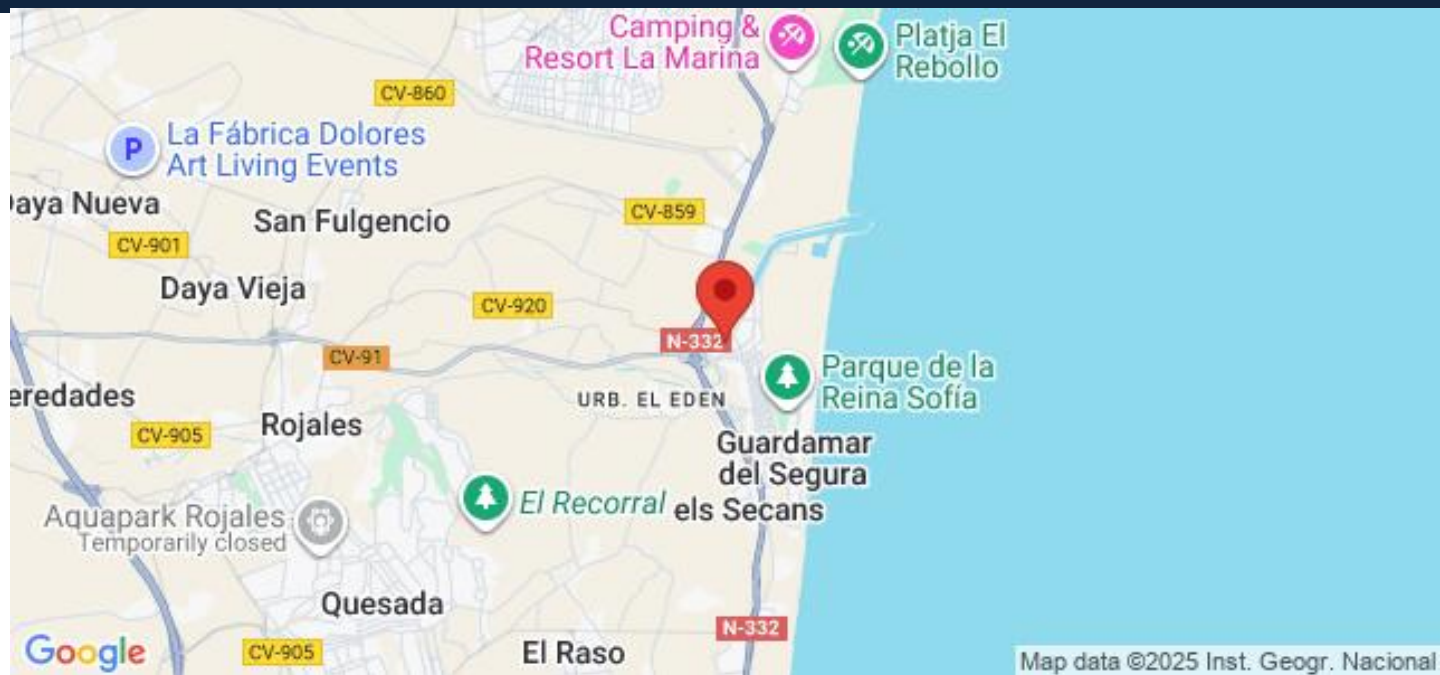 Camping &
Resort La Marina
Platja El
Rebollo
CV-860
P
La Fábrica Dolores
Art Living Events
aya Nueva
San Fulgencio
CV-859
CV-901
Daya Vieja
CV-920
N-332
CV-91
Parque de la
Reina Sofía
eredades
URB. EL EDEN
Rojales
CV-905
Guardamar
del Segura
El Recorral
els Secans
Aquapark Rojales
Temporarily closed
Quesada
N-332
Google
CV-905
El Raso
Map data ©2025 Inst. Geogr. Nacional